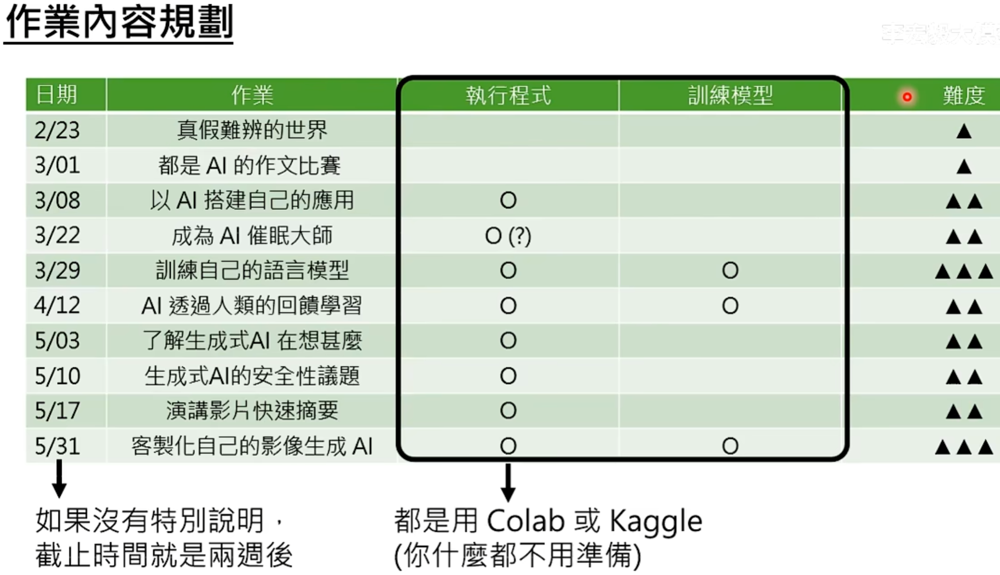 作業內容規劃
李宏毅大模
日期 作業 執行程式 訓練模型 難度
2/23 真假難辨的世界 ▲
3/01 都是 AI 的作文比賽 ▲
3/08 以 AI 搭建自己的應用 O ▲▲
3/22 成為 AI 催眠大師 O (?) ▲▲
3/29 訓練自己的語言模型 O O ▲▲▲
4/12 AI 透過人類的回饋學習 O O ▲▲
5/03 了解生成式AI 在想甚麼 O ▲▲
5/10 生成式AI的安全性議題 O ▲▲
5/17 演講影片快速摘要 O ▲▲
5/31 客製化自己的影像生成 AI O O ▲▲▲
如果沒有特別說明，
截止時間就是兩週後
都是用 Colab 或 Kaggle
(你什麼都不用準備)